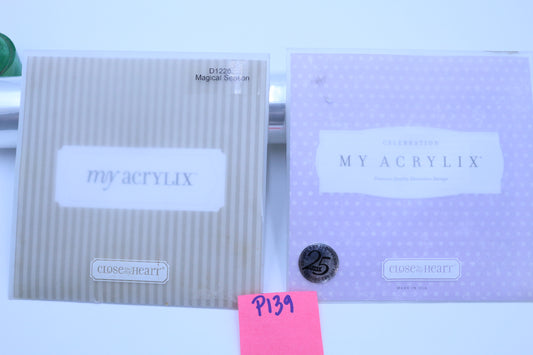 Magical Season
my acrylix
CLOSE TO MY HEART®
CELEBRATION
MY ACRYLIX®
25
CLOSE TO MY HEART®
MADE IN USA
P139